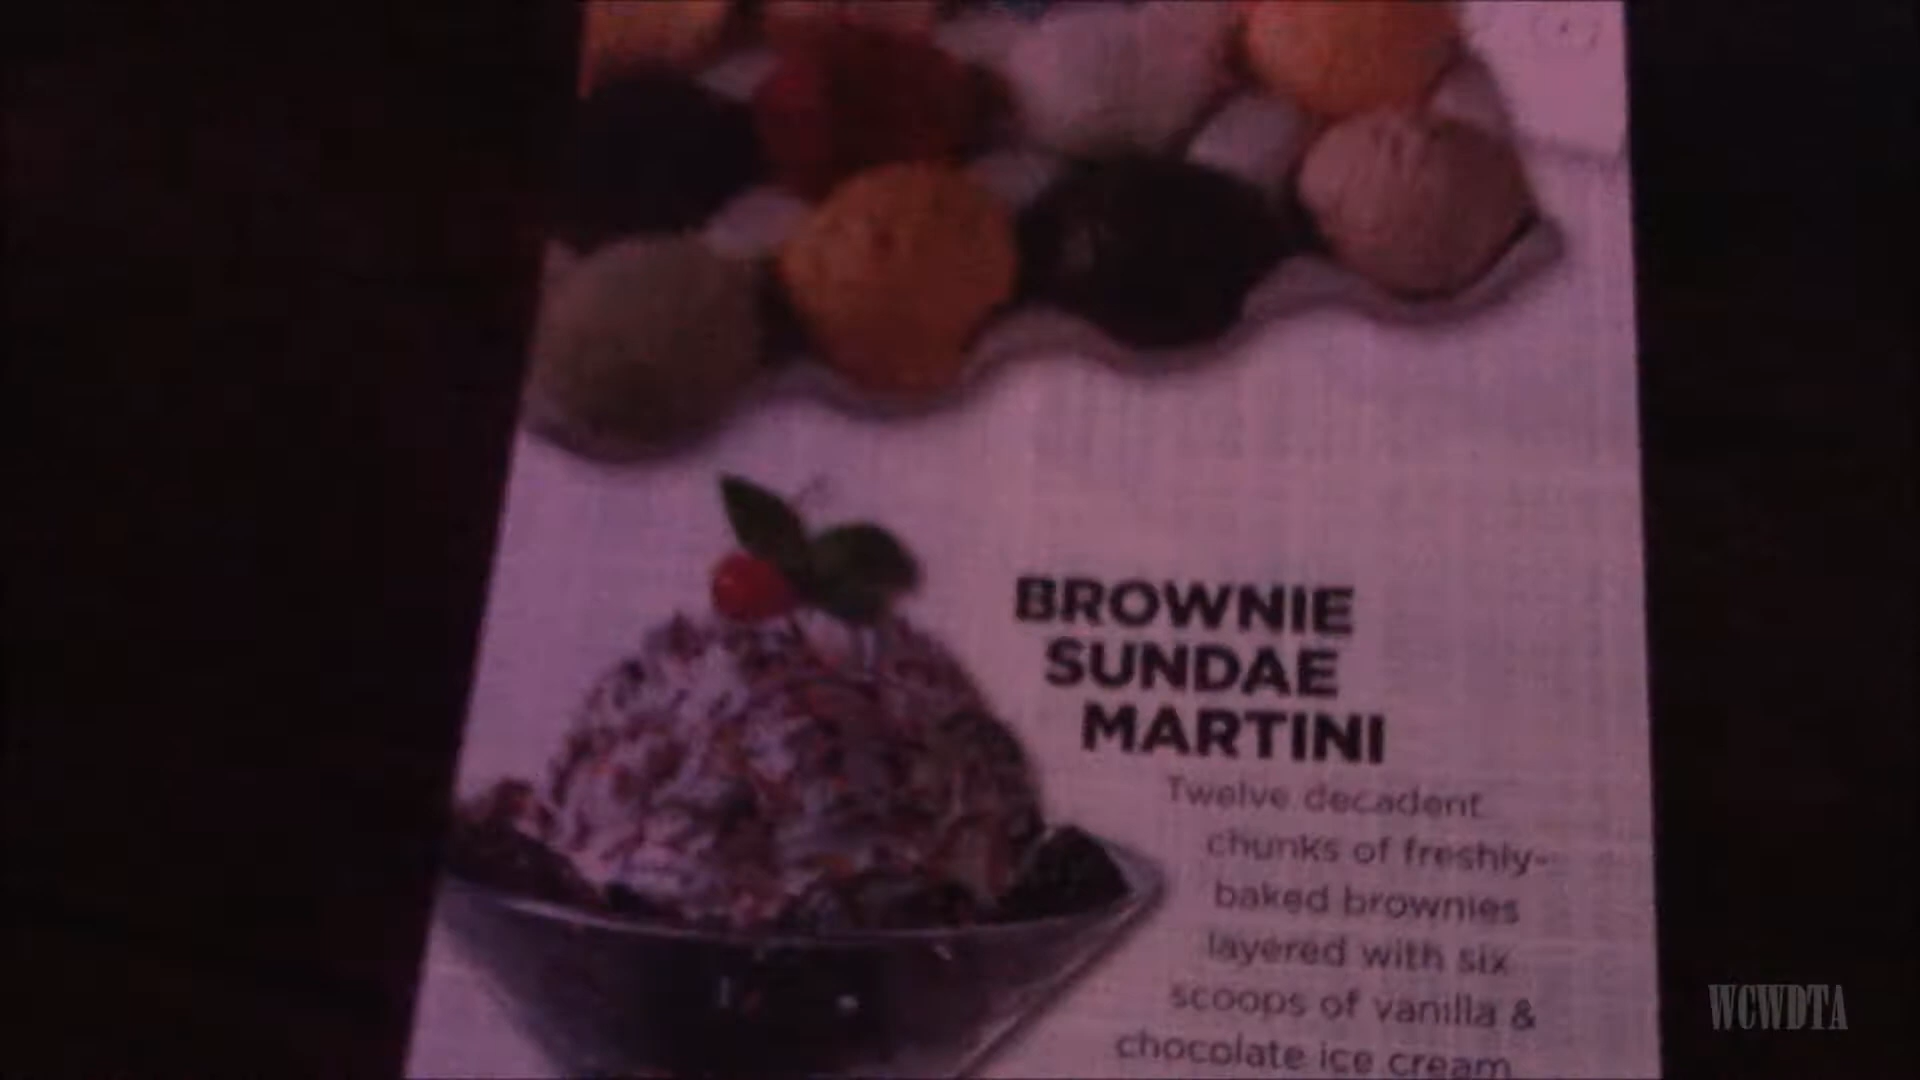 BROWNIE
SUNDAE
MARTINI
Twelve decadent
chunks of freshly-
baked brownies
layered with six
scoops of vanilla &
chocolate ice cream
WCWDTA